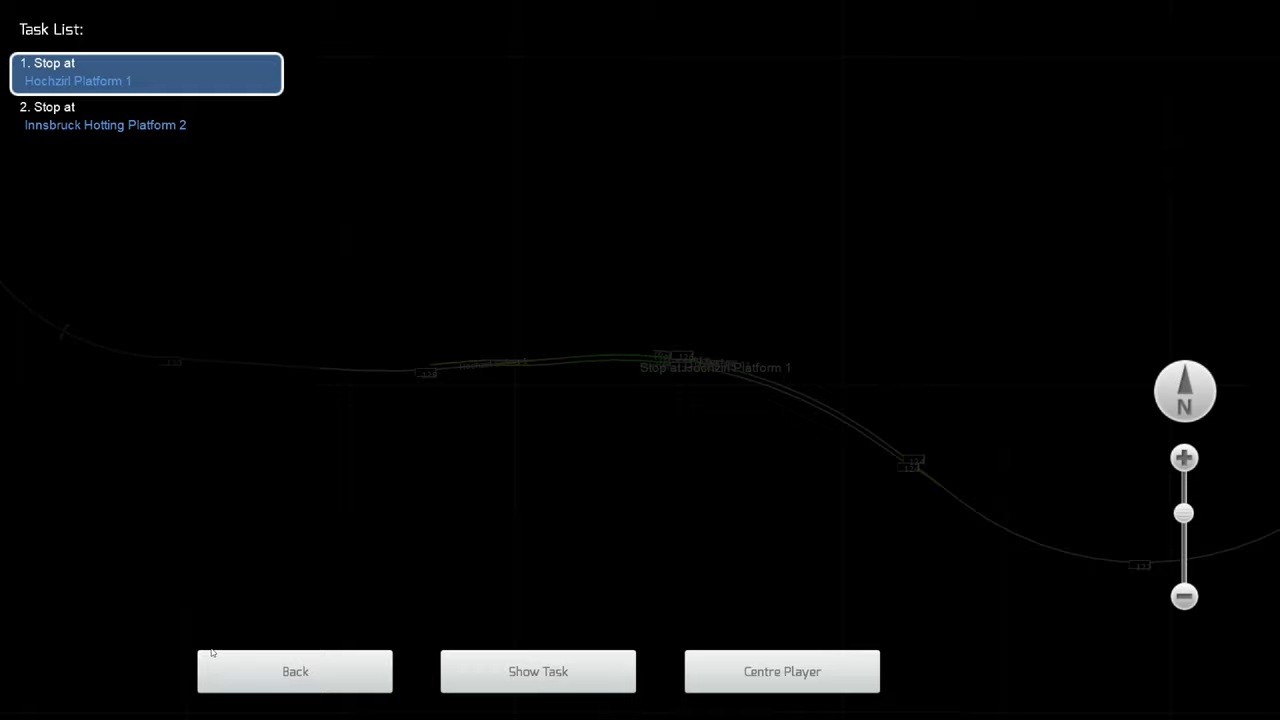 Task List:
1. Stop at
Hochzirl Platform 1
2. Stop at
Innsbruck Hotting Platform 2
Stop at Hochzirl Platform 1
N
Back
Show Task
Centre Player